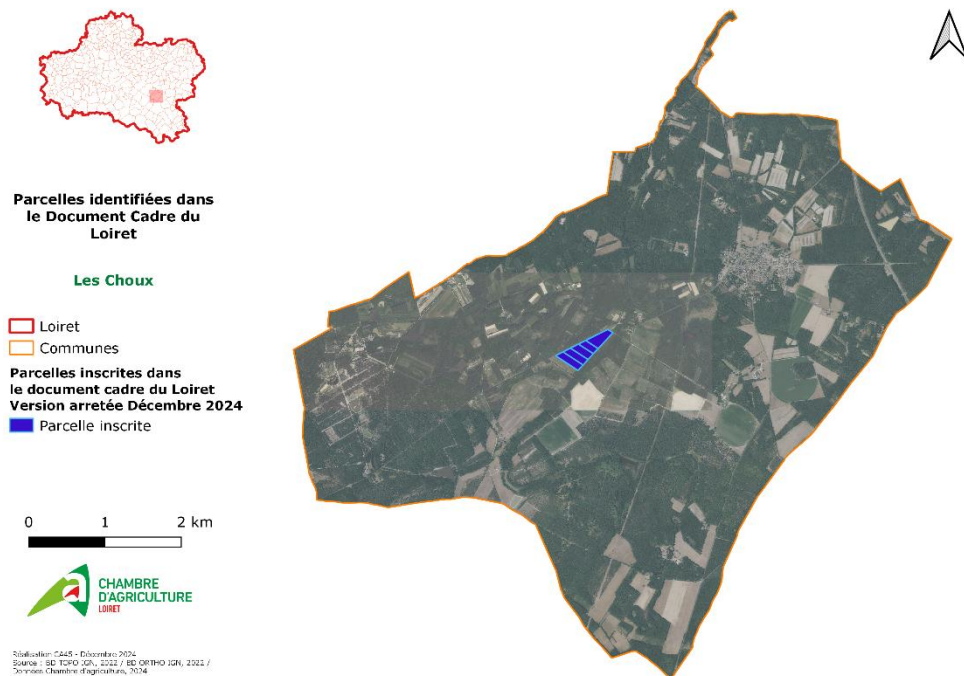 Parcelles identifiées dans
le Document Cadre du
Loiret
Les Choux
Loiret
Communes
Parcelles inscrites dans
le document cadre du Loiret
Version arretée Décembre 2024
Parcelle inscrite
0 1 2 km
CHAMBRE
D'AGRICULTURE
LOIRET
Réalisation CA45 - Décembre 2024
Source : BD TOPO IGN, 2022 / BD ORTHO IGN, 2022 /
Données Chambre d'agriculture, 2024